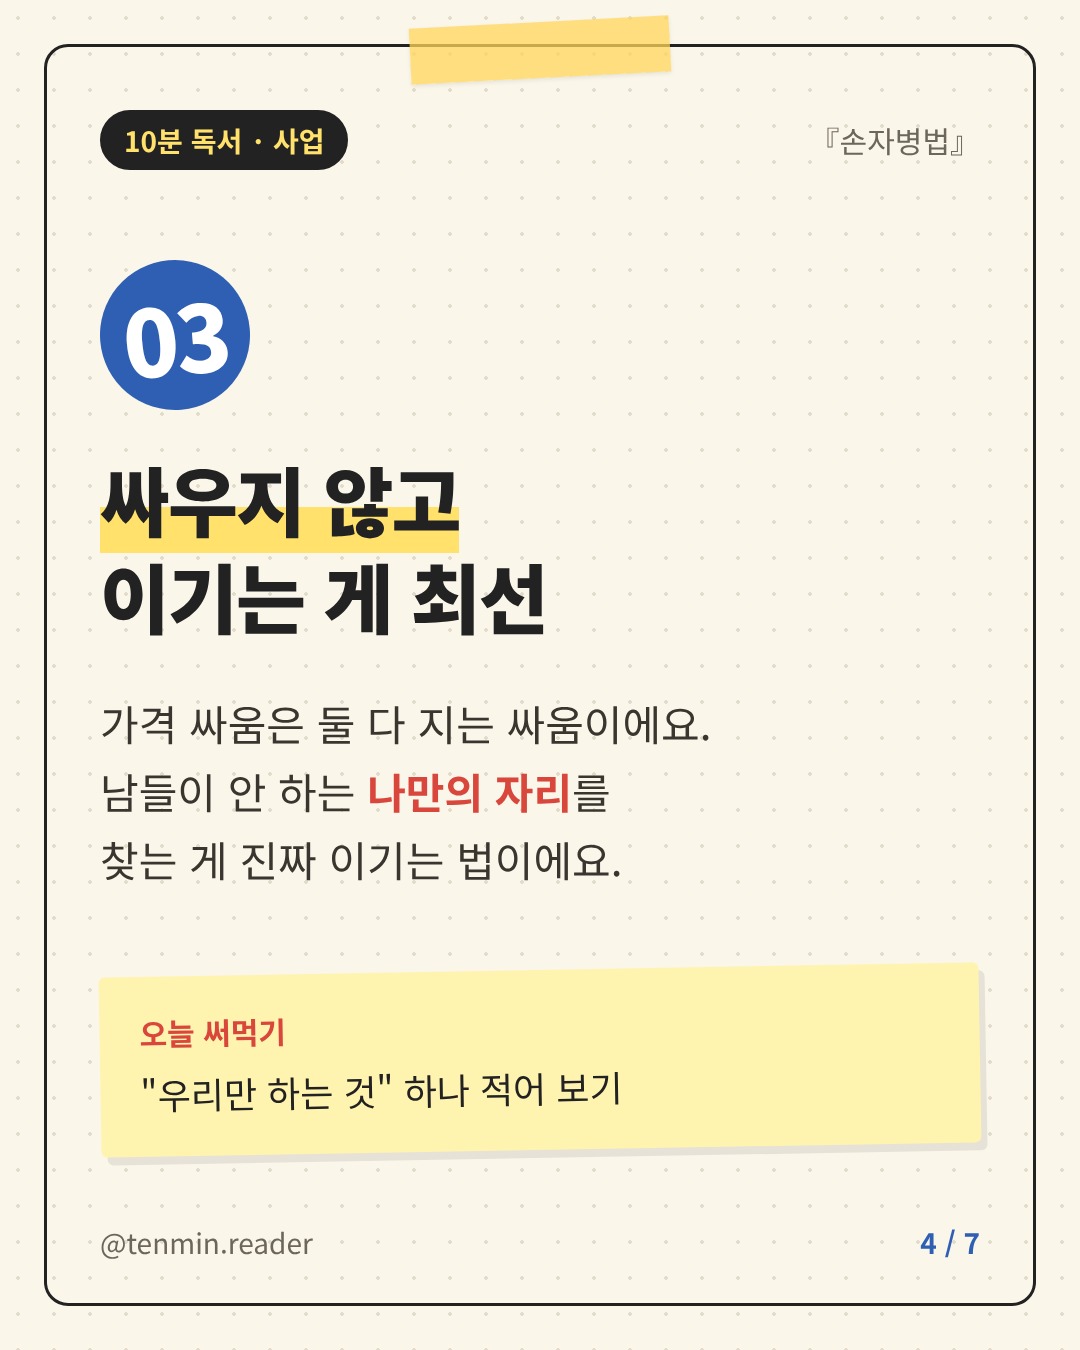 10분 독서 · 사업
『손자병법』
03
싸우지 않고
이기는 게 최선
가격 싸움은 둘 다 지는 싸움이에요.
남들이 안 하는 나만의 자리를
찾는 게 진짜 이기는 법이에요.
오늘 써먹기
"우리만 하는 것" 하나 적어 보기
@tenmin.reader
4 / 7